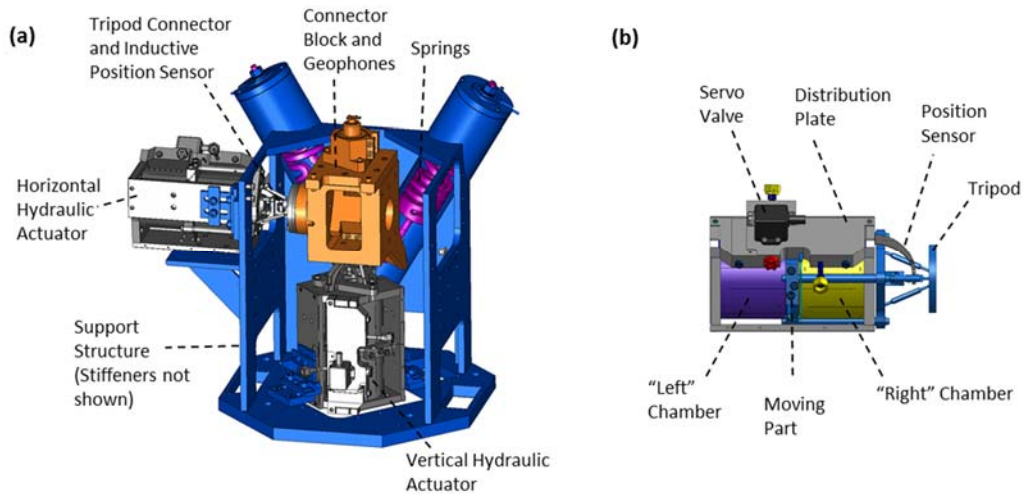 (a)
Tripod Connector
and Inductive
Position Sensor
Connector
Block and
Geophones
Springs
Horizontal
Hydraulic
Actuator
Support
Structure
(Stiffeners not
shown)
Vertical Hydraulic
Actuator
(b)
Servo
Valve
Distribution
Plate
Position
Sensor
Tripod
“Left”
Chamber
Moving
Part
“Right” Chamber